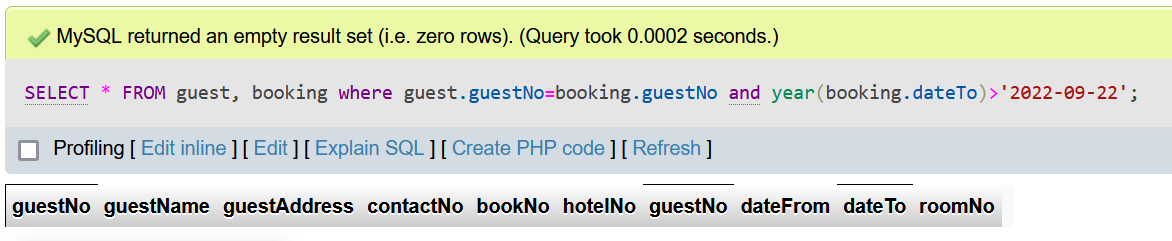 MySQL returned an empty result set (i.e. zero rows). (Query took 0.0002 seconds.)
SELECT * FROM guest, booking where guest.guestNo=booking.guestNo and year(booking.dateTo)>'2022-09-22';
Profiling [ Edit inline ] [ Edit ] [ Explain SQL ] [ Create PHP code ] [ Refresh ]
guestNo guestName guestAddress contactNo bookNo hotelNo guestNo dateFrom dateTo roomNo